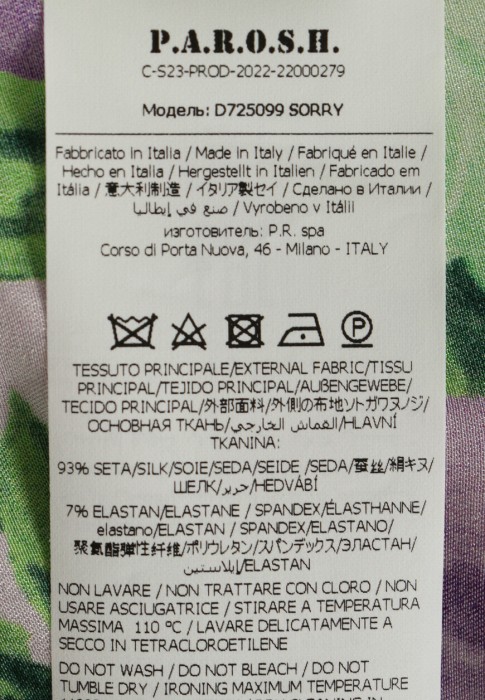 P.A.R.O.S.H.
C-S23-PROD-2022-22000279
Модель: D725099 SORRY
Fabbricato in Italia / Made in Italy / Fabriqué en Italie /
Hecho en Italia / Hergestellt in Italien / Fabricado em
Itália / 意大利制造 / イタリア製セイ / Сделано в Италии /
صنع في إيطاليا / Vyrobeno v Itálii
изготовитель: P.R. spa
Corso di Porta Nuova, 46 - Milano - ITALY
P
TESSUTO PRINCIPALE/EXTERNAL FABRIC/TISSU
PRINCIPAL/TEJIDO PRINCIPAL/AUßENGEWEBE/
TECIDO PRINCIPAL/外部面料/外側の布地ソトガワヌノジ/
ОСНОВНАЯ ТКАНЬ/القماش الخارجي/HLAVNÍ
TKANINA:
93% SETA/SILK/SOIE/SEDA/SEIDE /SEDA/蚕丝/絹キヌ/
ШЕЛК/حرير/HEDVÁBÍ
7% ELASTAN/ELASTANE / SPANDEX/ÉLASTHANNE/
elastano/ELASTAN / SPANDEX/ELASTANO/
聚氨酯弹性纤维/ポリウレタン/スパンデックス/ЭЛАСТАН/
إيلاستين/ELASTAN
NON LAVARE / NON TRATTARE CON CLORO / NON
USARE ASCIUGATRICE / STIRARE A TEMPERATURA
MASSIMA 110 ºC / LAVARE DELICATAMENTE A
SECCO IN TETRACLOROETILENE
DO NOT WASH / DO NOT BLEACH / DO NOT
TUMBLE DRY / IRONING MAXIMUM TEMPERATURE